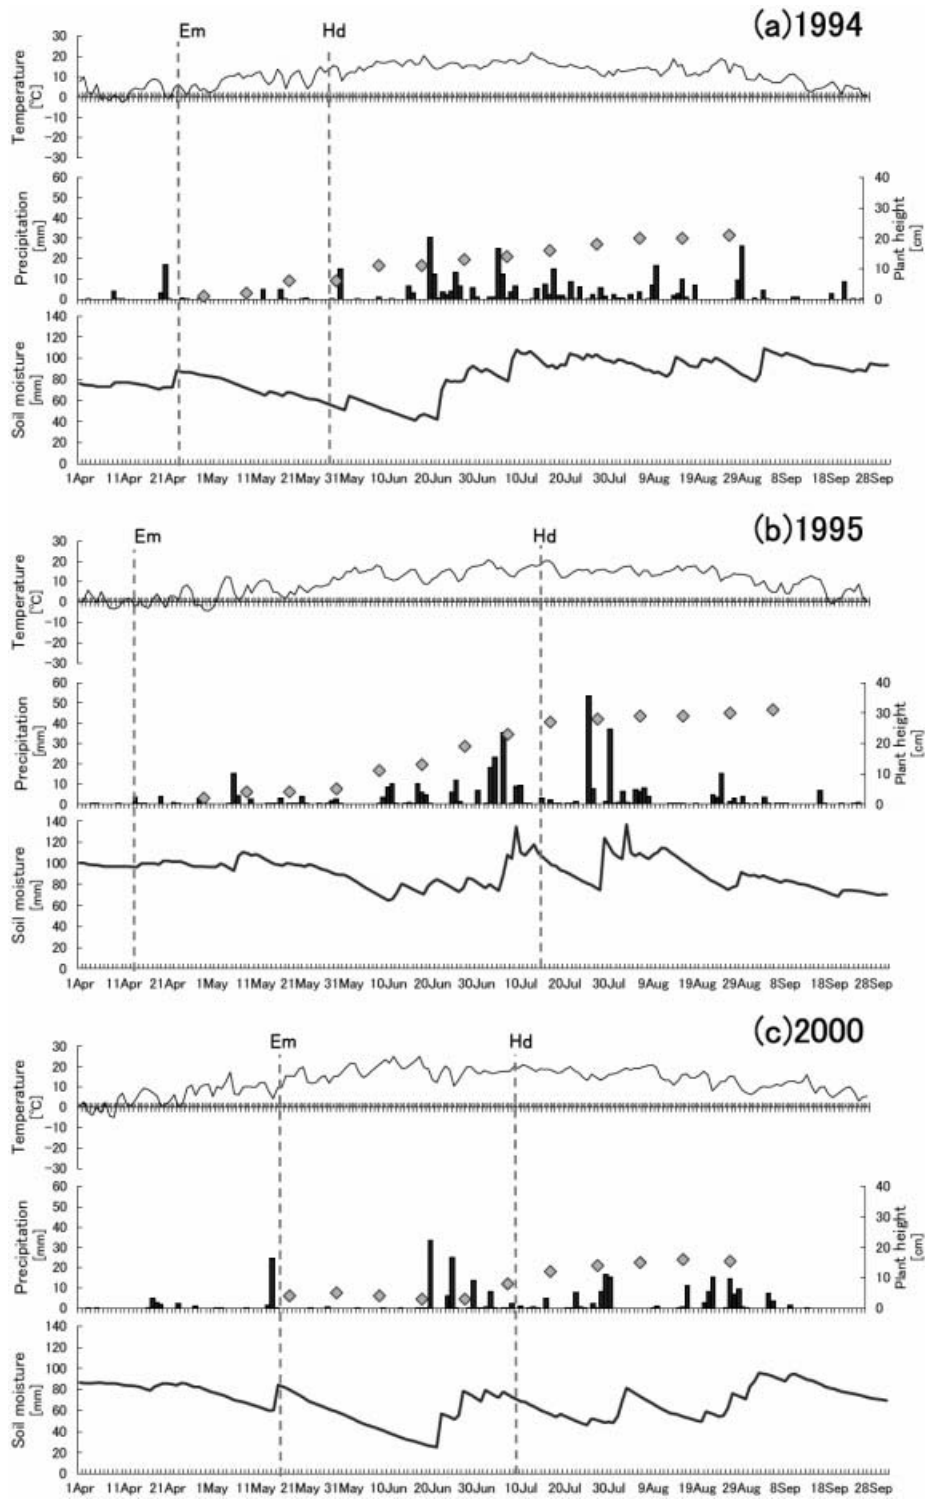 (a)1994
Em
Hd
30
20
10
0
−10
20
30
Temperature
[℃]
60
50
40
30
20
10
0
Precipitation
[mm]
40
30
20
10
0
Plant height
[cm]
140
120
100
80
60
40
20
0
Soil moisture
[mm]
1Apr 11Apr 21Apr 1May 11May 21May 31May 10Jun 20Jun 30Jun 10Jul 20Jul 30Jul 9Aug 19Aug 29Aug 8Sep 18Sep 28Sep
(b)1995
Em
Hd
30
20
10
0
−10
−20
−30
Temperature
[℃]
60
50
40
30
20
10
0
Precipitation
[mm]
40
30
20
10
0
Plant height
[cm]
140
120
100
80
60
40
20
0
Soil moisture
[mm]
1Apr 11Apr 21Apr 1May 11May 21May 31May 10Jun 20Jun 30Jun 10Jul 20Jul 30Jul 9Aug 19Aug 29Aug 8Sep 18Sep 28Sep
(c)2000
Em
Hd
30
20
10
0
−10
−20
−30
Temperature
[℃]
60
50
40
30
20
10
0
Precipitation
[mm]
40
30
20
10
0
Plant height
[cm]
140
120
100
80
60
40
20
0
Soil moisture
[mm]
1Apr 11Apr 21Apr 1May 11May 21May 31May 10Jun 20Jun 30Jun 10Jul 20Jul 30Jul 9Aug 19Aug 29Aug 8Sep 18Sep 28Sep